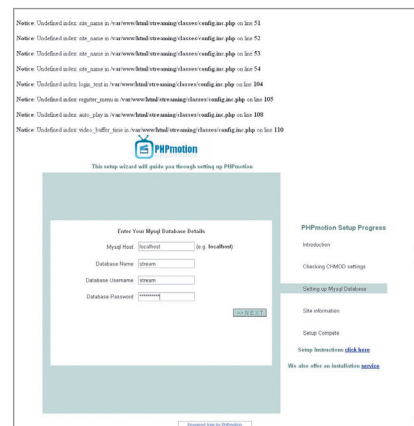 Notice: Undefined index: site_name in /var/www/html/streaming/classes/config.inc.php on line 51
Notice: Undefined index: site_name in /var/www/html/streaming/classes/config.inc.php on line 52
Notice: Undefined index: site_name in /var/www/html/streaming/classes/config.inc.php on line 53
Notice: Undefined index: site_name in /var/www/html/streaming/classes/config.inc.php on line 54
Notice: Undefined index: login_text in /var/www/html/streaming/classes/config.inc.php on line 104
Notice: Undefined index: register_menu in /var/www/html/streaming/classes/config.inc.php on line 105
Notice: Undefined index: auto_play in /var/www/html/streaming/classes/config.inc.php on line 108
Notice: Undefined index: video_buffer_time in /var/www/html/streaming/classes/config.inc.php on line 110
PHPmotion
This setup wizard will guide you through setting up PHPmotion
Enter Your Mysql Database Details
Mysql Host localhost (e.g. localhost)
Database Name stream
Database Username stream
Database Password **********
>> N E X T
PHPmotion Setup Progress
Introduction
Checking CHMOD settings
Setting up Mysql Database
Site information
Setup Compete
Setup Instructions click here
We also offer an installation service
Powered free by PHPmotion